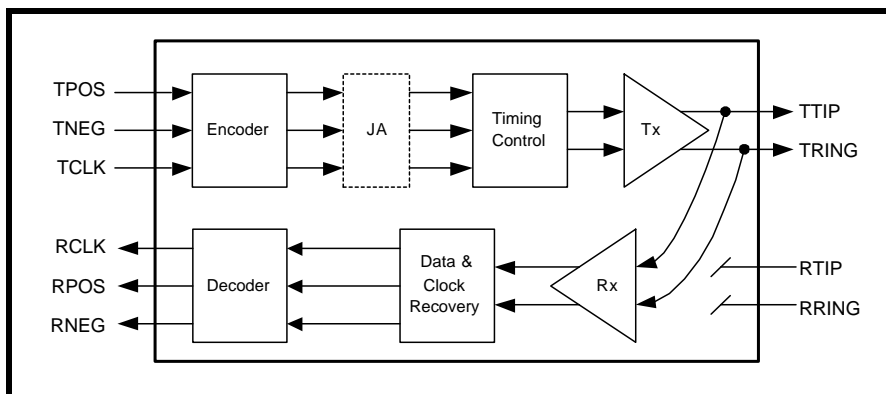 TPOS
TNEG
TCLK
Encoder
JA
Timing
Control
Tx
TTIP
TRING
RCLK
RPOS
RNEG
Decoder
Data &
Clock
Recovery
Rx
RTIP
RRING